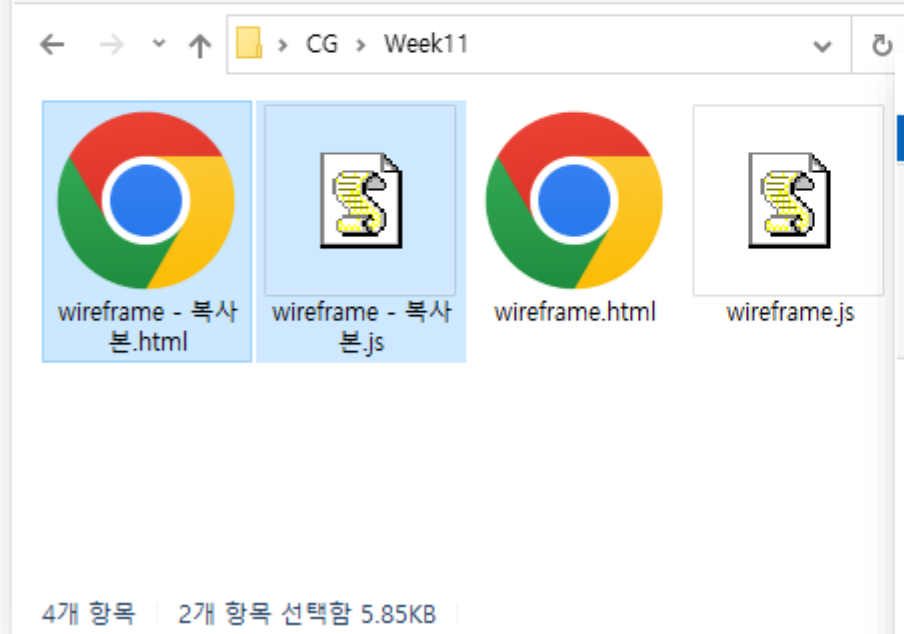 CG > Week11
wireframe - 복사
본.html
wireframe - 복사
본.js
wireframe.html
wireframe.js
4개 항목
2개 항목 선택함 5.85KB